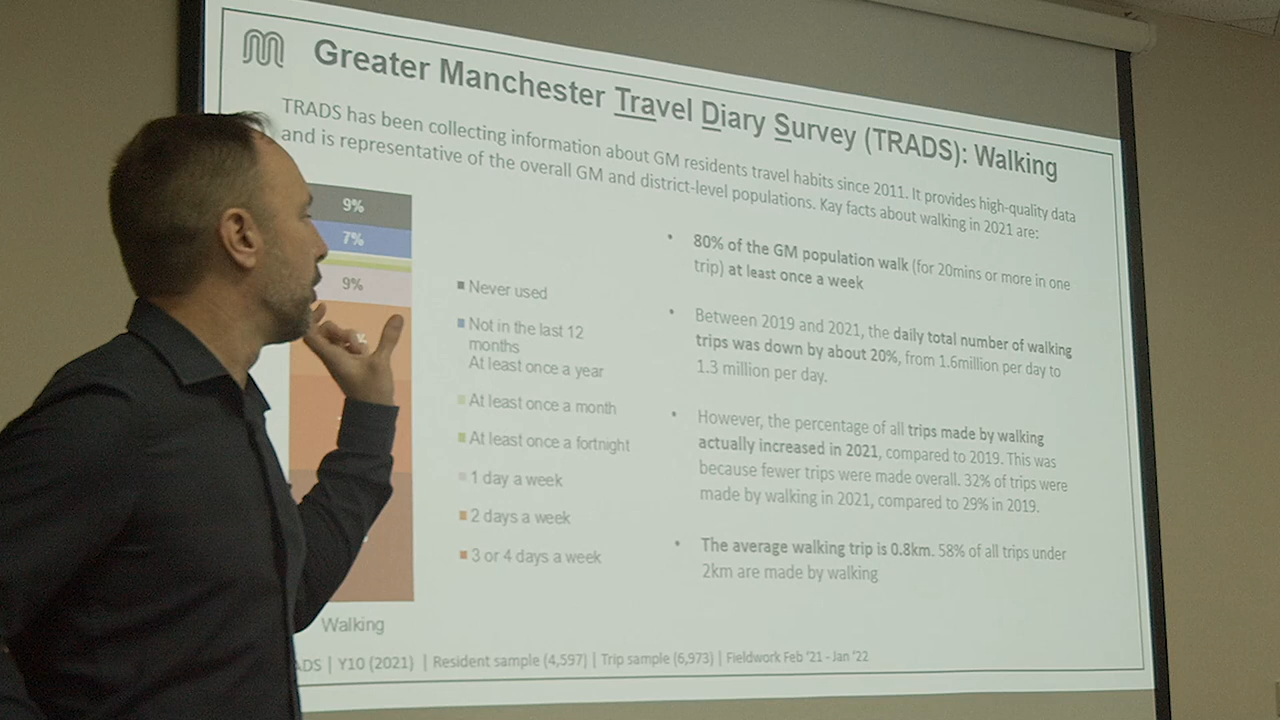 Greater Manchester Travel Diary Survey (TRADS): Walking
TRADS has been collecting information about GM residents travel habits since 2011. It provides high-quality data
and is representative of the overall GM and district-level populations. Kay facts about walking in 2021 are:
9%
7%
9%
Never used
Not in the last 12
months
At least once a year
At least once a month
At least once a fortnight
1 day a week
2 days a week
3 or 4 days a week
Walking
• 80% of the GM population walk (for 20mins or more in one
trip) at least once a week
• Between 2019 and 2021, the daily total number of walking
trips was down by about 20%, from 1.6million per day to
1.3 million per day.
• However, the percentage of all trips made by walking
actually increased in 2021, compared to 2019. This was
because fewer trips were made overall. 32% of trips were
made by walking in 2021, compared to 29% in 2019.
• The average walking trip is 0.8km. 58% of all trips under
2km are made by walking
ADS | Y10 (2021) | Resident sample (4,597) | Trip sample (6,973) | Fieldwork Feb '21 - Jan '22